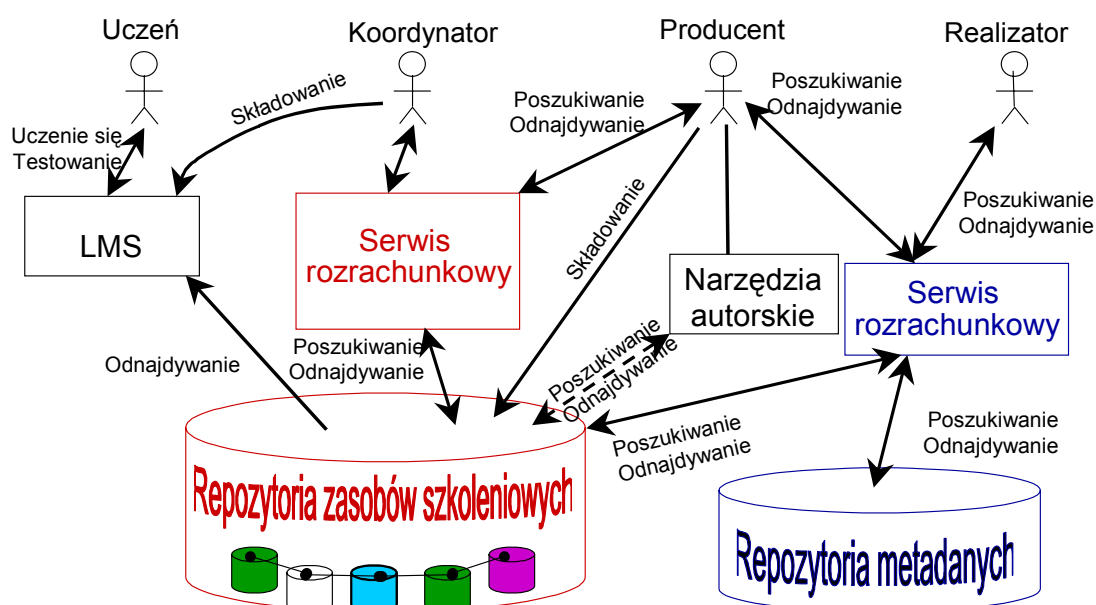 Uczeń
Koordynator
Producent
Realizator
Składowanie
Poszukiwanie
Odnajdywanie
Poszukiwanie
Odnajdywanie
Uczenie się
Testowanie
Poszukiwanie
Odnajdywanie
LMS
Serwis
rozrachunkowy
Składowanie
Narzędzia
autorskie
Serwis
rozrachunkowy
Odnajdywanie
Poszukiwanie
Odnajdywanie
Poszukiwanie
Odnajdywanie
Poszukiwanie
Odnajdywanie
Poszukiwanie
Odnajdywanie
Repozytoria zasobów szkoleniowych
Repozytoria metadanych